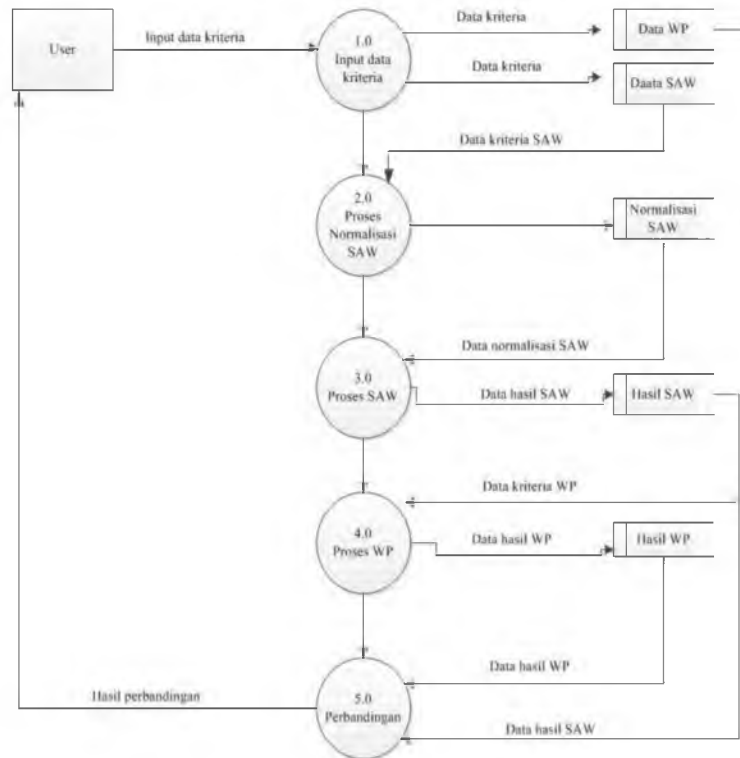 User
Input data kriteria
1.0
Input data
kriteria
Data kriteria
Data WP
Data kriteria
Daata SAW
Data kriteria SAW
2.0
Proses
Normalisasi
SAW
Normalisasi
SAW
Data normalisasi SAW
3.0
Proses SAW
Data hasil SAW
Hasil SAW
Data kriteria WP
4.0
Proses WP
Data hasil WP
Hasil WP
Data hasil WP
Hasil perbandingan
5.0
Perbandingan
Data hasil SAW